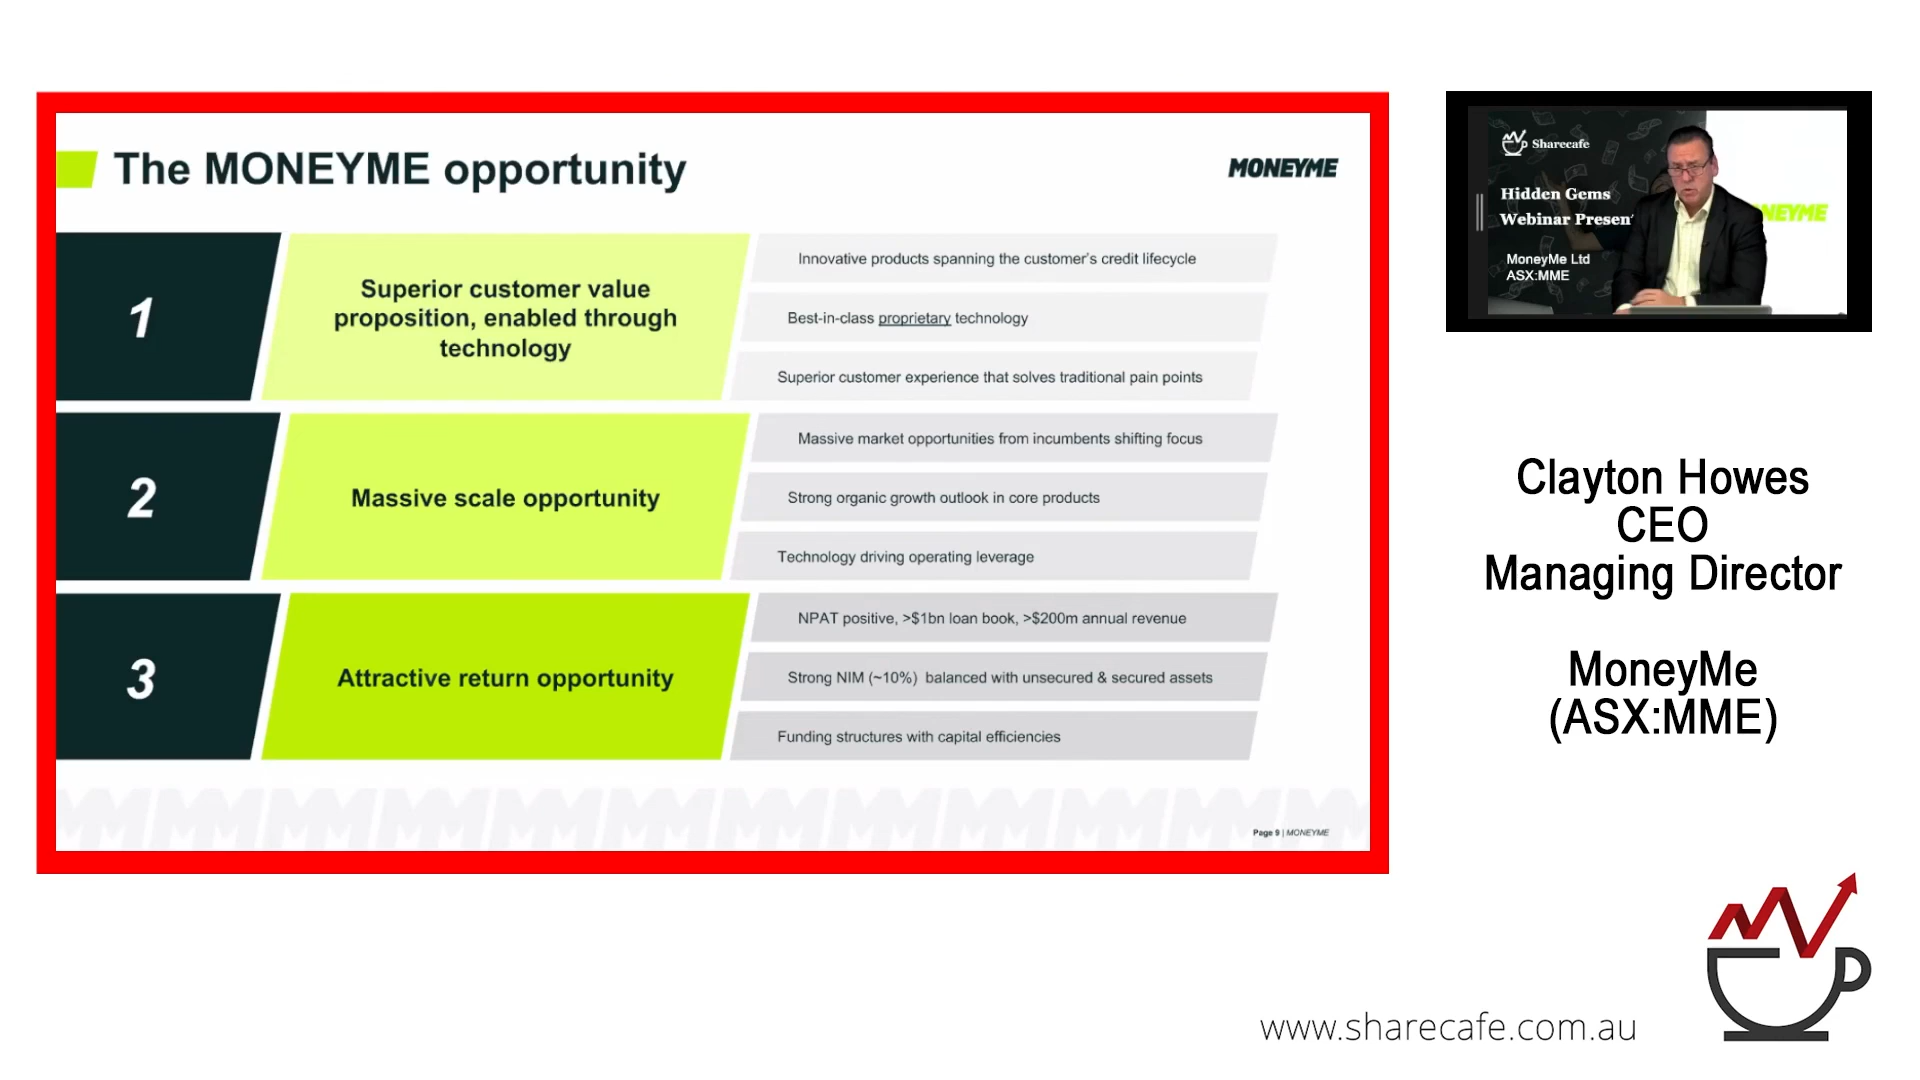 The MONEYME opportunity
MONEYME
1
Superior customer value
proposition, enabled through
technology
Innovative products spanning the customer's credit lifecycle
Best-in-class proprietary technology
Superior customer experience that solves traditional pain points
2
Massive scale opportunity
Massive market opportunities from incumbents shifting focus
Strong organic growth outlook in core products
Technology driving operating leverage
3
Attractive return opportunity
NPAT positive, >$1bn loan book, >$200m annual revenue
Strong NIM (~10%) balanced with unsecured & secured assets
Funding structures with capital efficiencies
Page 9 | MONEYME
Sharecafe
Hidden Gems
Webinar Presen
MoneyMe Ltd
ASX:MME
NEYME
Clayton Howes
CEO
Managing Director
MoneyMe
(ASX:MME)
www.sharecafe.com.au